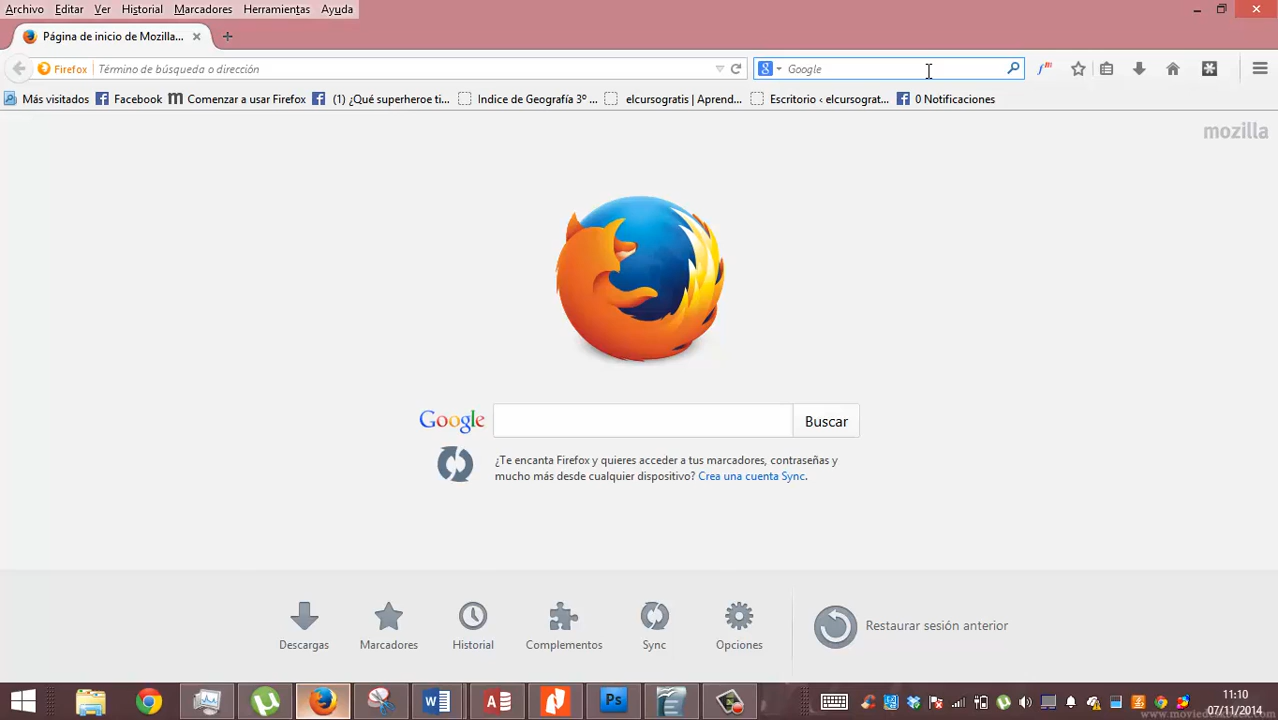 Archivo Editar Ver Historial Marcadores Herramientas Ayuda
Página de inicio de Mozilla...
Firefox Término de búsqueda o dirección
Google
Más visitados Facebook Comenzar a usar Firefox (1) ¿Qué superheroe ti... Indice de Geografía 3º ... elcursogratis | Aprend... Escritorio ‹ elcursograt... 0 Notificaciones
mozilla
Google
Buscar
¿Te encanta Firefox y quieres acceder a tus marcadores, contraseñas y
mucho más desde cualquier dispositivo? Crea una cuenta Sync.
Descargas Marcadores Historial Complementos Sync Opciones
Restaurar sesión anterior
Ps
11:10
07/11/2014